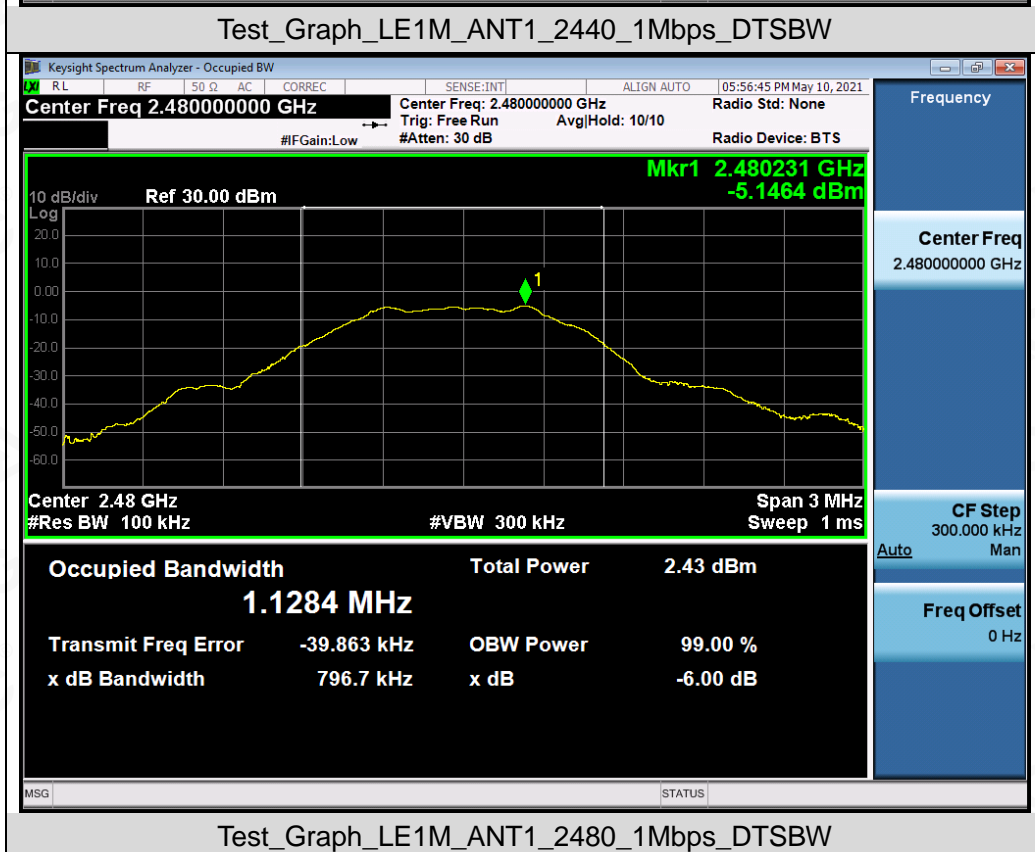 Test_Graph_LE1M_ANT1_2440_1Mbps_DTSBW
Keysight Spectrum Analyzer - Occupied BW
LXI RL RF 50 Ω AC CORREC SENSE:INT ALIGN AUTO 05:56:45 PM May 10, 2021
Center Freq 2.480000000 GHz
#IFGain:Low
Center Freq: 2.480000000 GHz
Trig: Free Run Avg|Hold: 10/10
#Atten: 30 dB
Radio Std: None
Radio Device: BTS
Mkr1 2.480231 GHz
-5.1464 dBm
10 dB/div Ref 30.00 dBm
Log
20.0
10.0
0.00
-10.0
-20.0
-30.0
-40.0
-50.0
-60.0
1
Center 2.48 GHz Span 3 MHz
#Res BW 100 kHz #VBW 300 kHz Sweep 1 ms
Occupied Bandwidth Total Power 2.43 dBm
1.1284 MHz
Transmit Freq Error -39.863 kHz OBW Power 99.00 %
x dB Bandwidth 796.7 kHz x dB -6.00 dB
Frequency
Center Freq
2.480000000 GHz
CF Step
300.000 kHz
Auto Man
Freq Offset
0 Hz
MSG STATUS
Test_Graph_LE1M_ANT1_2480_1Mbps_DTSBW